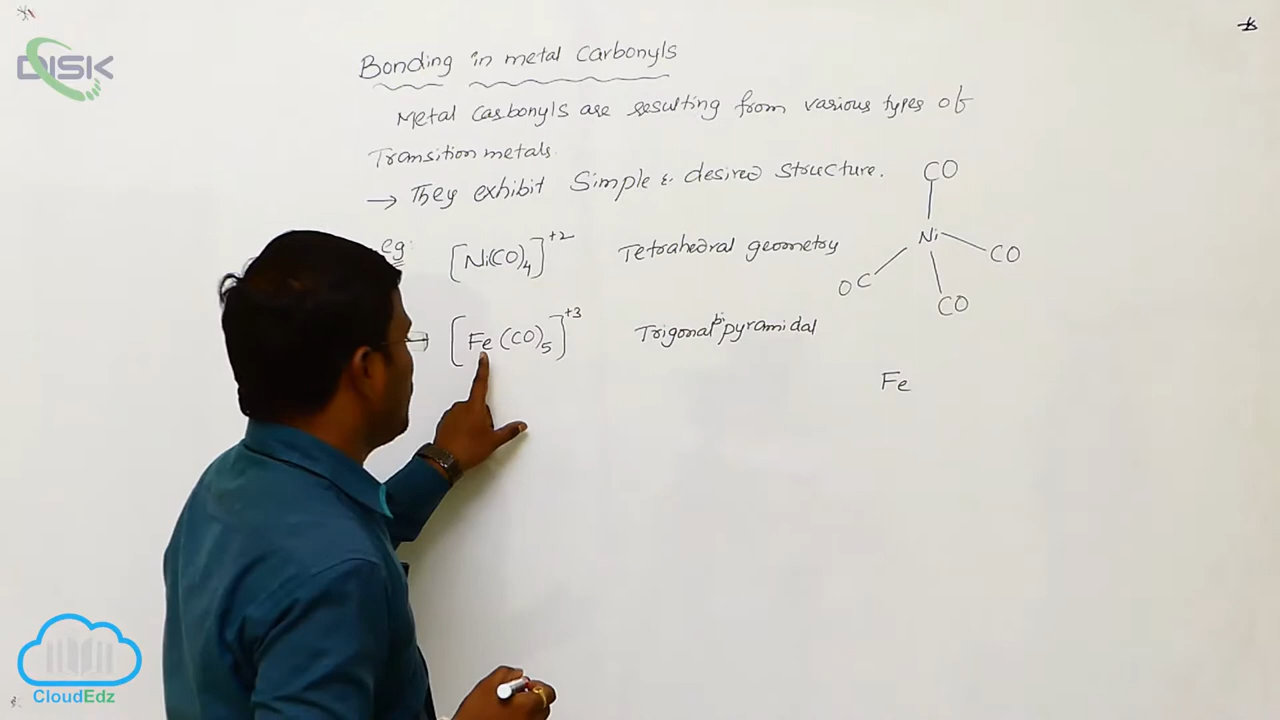 DISK
Bonding in metal Carbonyls
Metal Carbonyls are resulting from various types of
Transition metals.
→ They exhibit Simple & desired Structure.
eg:
[Ni(CO)4]+2 Tetrahedral geometry
CO
Ni
CO
OC
CO
[Fe(CO)5]+3 Trigonal bi pyramidal
Fe
CloudEdz